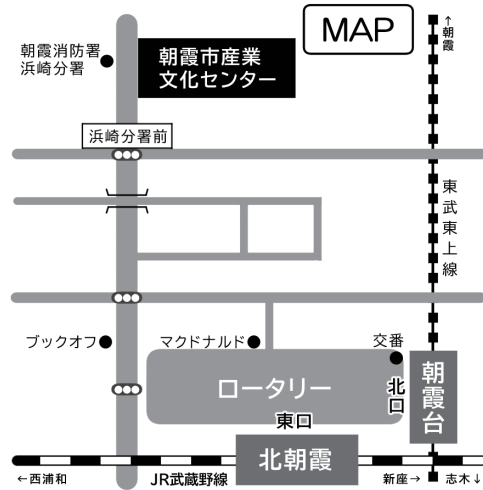 MAP
↑朝霞
朝霞消防署
浜崎分署
朝霞市産業
文化センター
浜崎分署前
東武東上線
ブックオフ
マクドナルド
交番
ロータリー
北口
朝霞台
東口
北朝霞
←西浦和
JR武蔵野線
新座→
志木↓